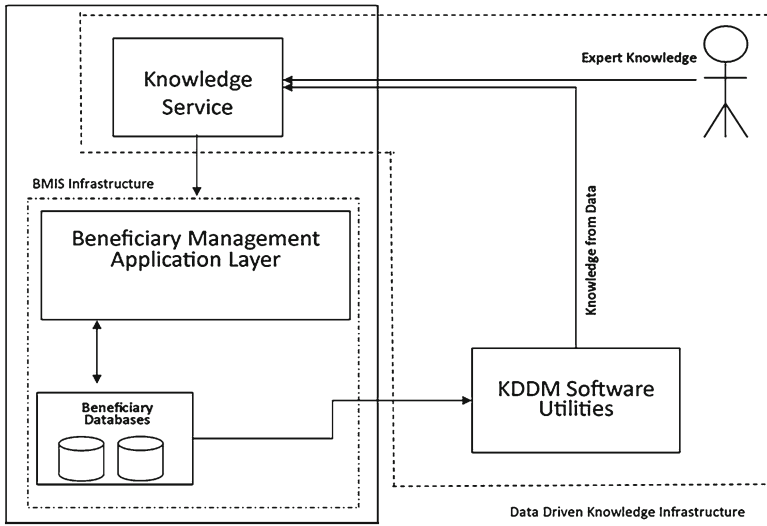 Expert Knowledge
Knowledge
Service
BMIS Infrastructure
Beneficiary Management
Application Layer
Knowledge from Data
KDDM Software
Utilities
Beneficiary
Databases
Data Driven Knowledge Infrastructure